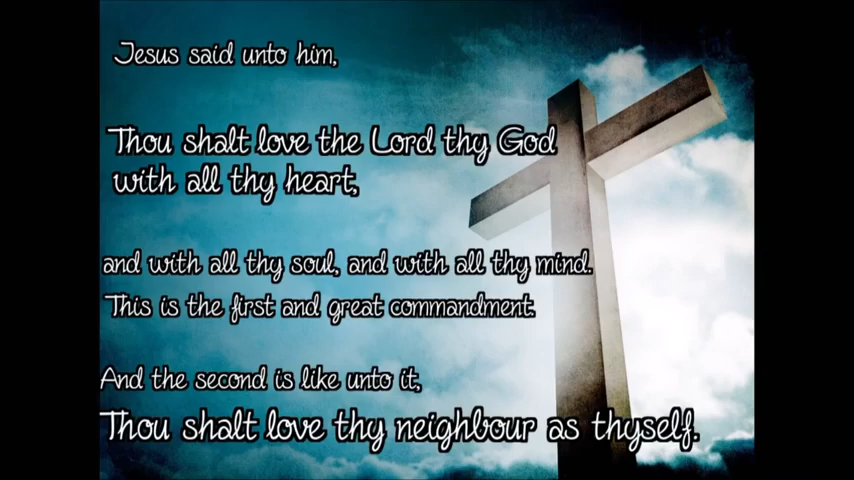 Jesus said unto him,
Thou shalt love the Lord thy God
with all thy heart,
and with all thy soul, and with all thy mind.
This is the first and great commandment.
And the second is like unto it,
Thou shalt love thy neighbour as thyself.